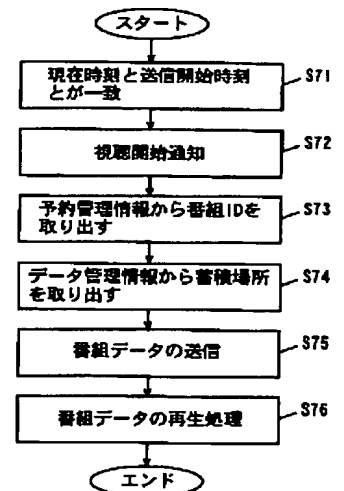 スタート
現在時刻と送信開始時刻
とが一致
S71
視聴開始通知
S72
予約管理情報から番組IDを
取り出す
S73
データ管理情報から蓄積場所
を取り出す
S74
番組データの送信
S75
番組データの再生処理
S76
エンド